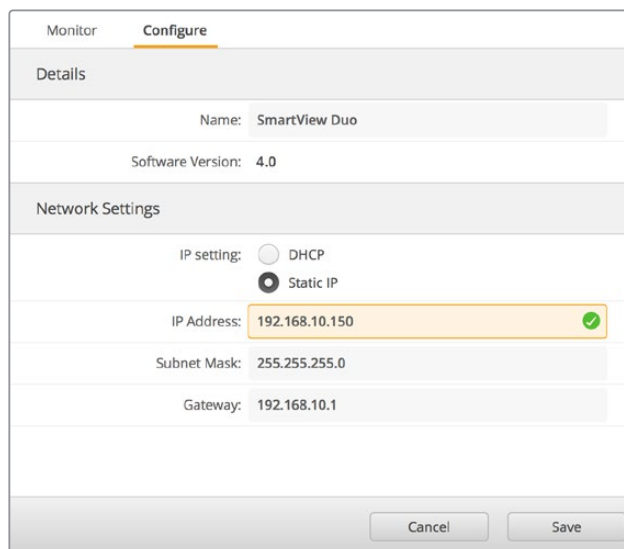 Monitor Configure
Details
Name: SmartView Duo
Software Version: 4.0
Network Settings
IP setting: DHCP
Static IP
IP Address: 192.168.10.150
Subnet Mask: 255.255.255.0
Gateway: 192.168.10.1
Cancel Save